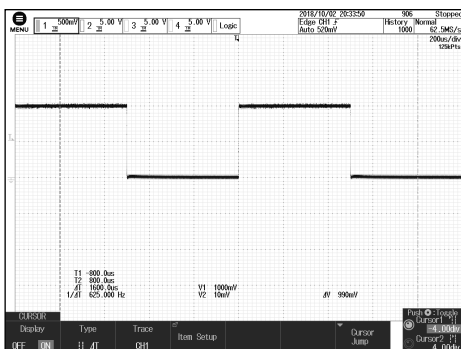 2018/10/02 20:33:50 906 Stopped
MENU 1 500mV 2 5.00 V 3 5.00 V 4 5.00 V Logic Edge CH1 Auto 520mV History 1000 Normal 62.5MS/s
200us/div
125kPts
T1 -800.0us
T2 800.0us
ΔT 1600.0us V1 1000mV
1/ΔT 625.000 Hz V2 10mV ΔV 990mV
CURSOR
Display Type Trace Item Setup Cursor Jump
OFF ON ΔT CH1
Push : Toggle
Cursor1
-4.00div
Cursor2
4.00div